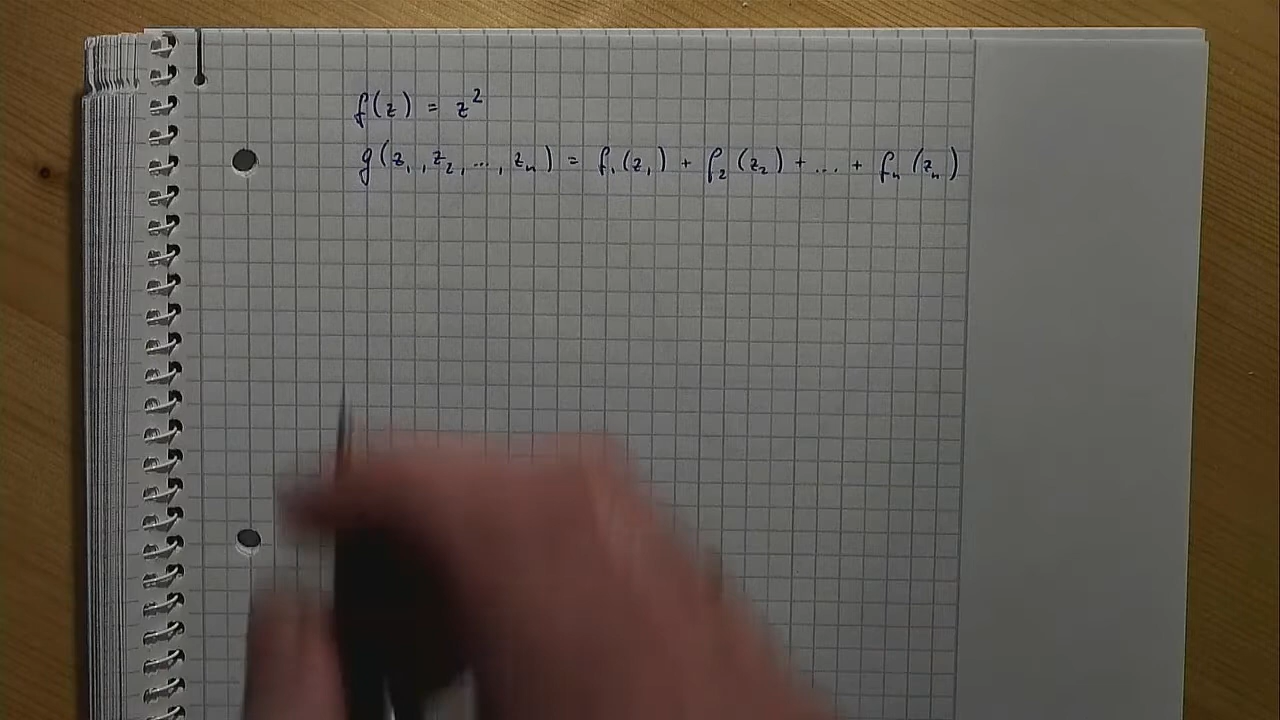 f(z) = z²
g(z₁, z₂, ..., zₙ) = f₁(z₁) + f₂(z₂) + ... + fₙ(zₙ)